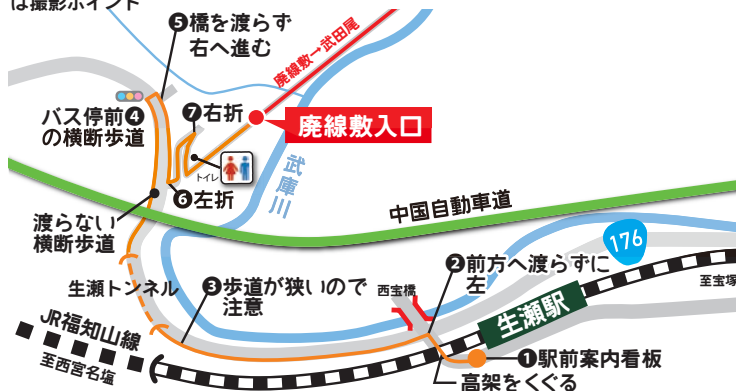 は撮影ポイント
❺橋を渡らず
右へ進む
廃線敷→武田尾
バス停前❹
の横断歩道
❼右折
廃線敷入口
トイレ
❻左折
武庫川
中国自動車道
渡らない
横断歩道
176
❷前方へ渡らずに
左
生瀬トンネル
❸歩道が狭いので
注意
西宝橋
至宝塚
生瀬駅
JR福知山線
至西宮名塩
❶駅前案内看板
高架をくぐる